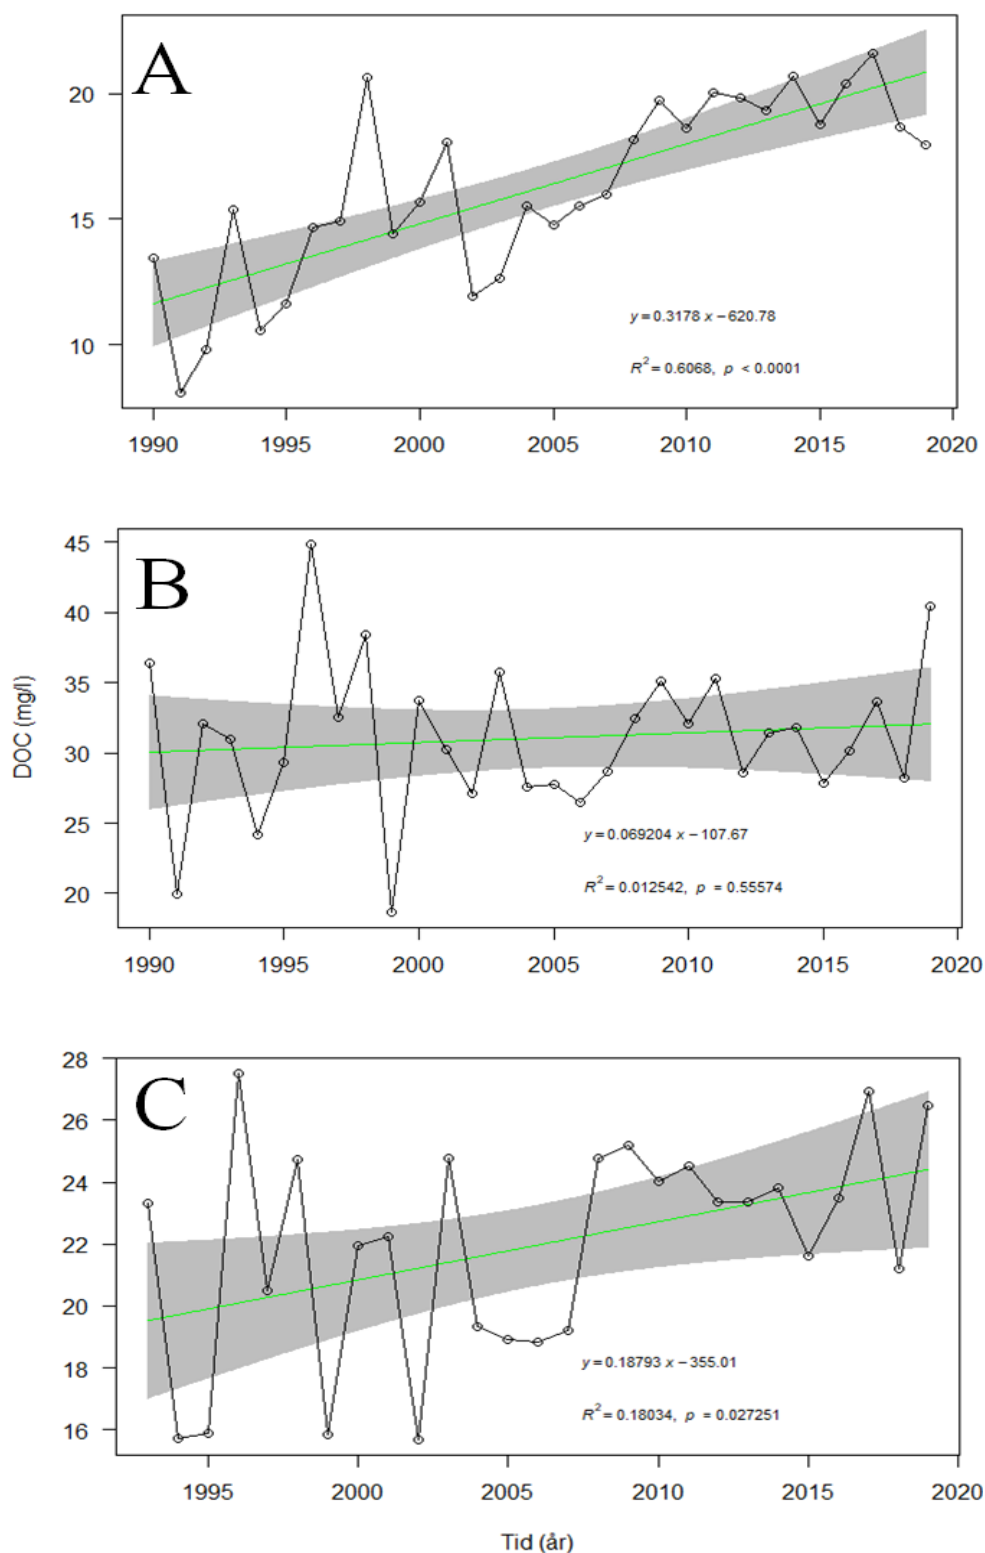 A
20
15
10
y = 0.3178 x − 620.78
R² = 0.6068, p < 0.0001
1990 1995 2000 2005 2010 2015 2020
DOC (mg/l)
B
45
40
35
30
25
20
y = 0.069204 x − 107.67
R² = 0.012542, p = 0.55574
1990 1995 2000 2005 2010 2015 2020
C
28
26
24
22
20
18
16
y = 0.18793 x − 355.01
R² = 0.18034, p = 0.027251
1995 2000 2005 2010 2015 2020
Tid (år)